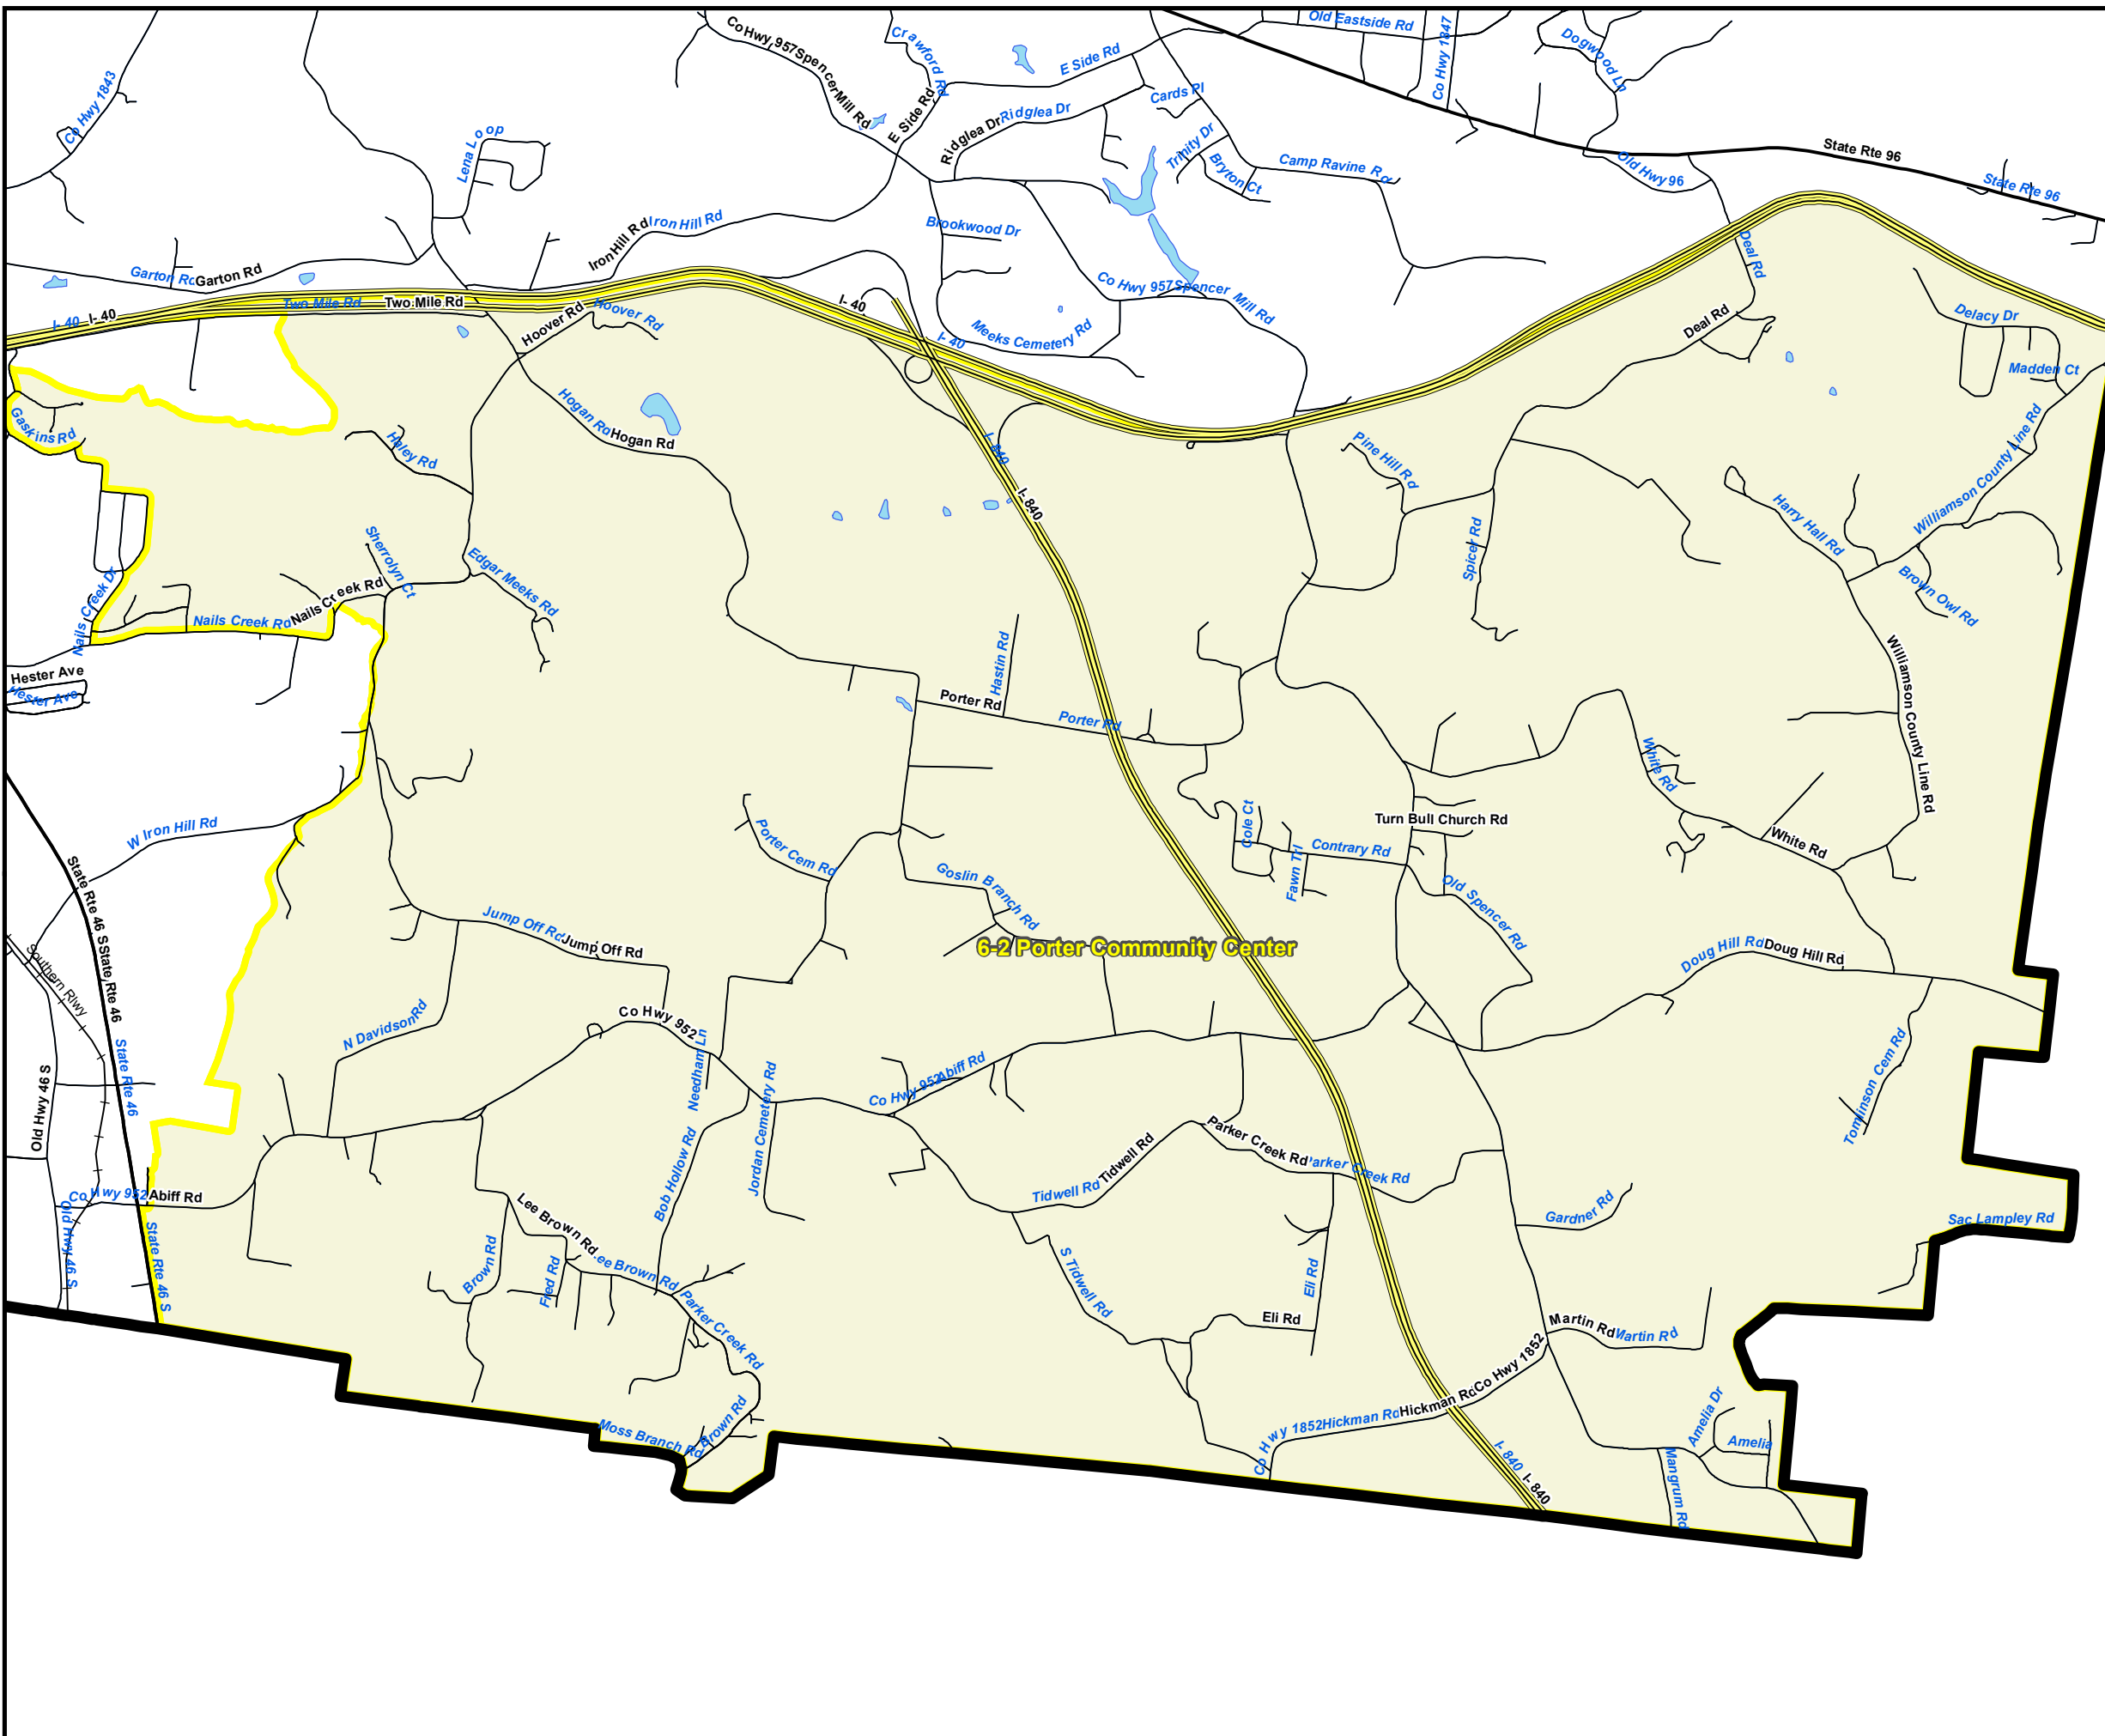 Old Eastside Rd
Co Hwy 1847
Dogwood Ln
Co Hwy 957
Spencer Mill Rd
Crawford Rd
E Side Rd
E Side Rd
Cards Pl
Co Hwy 1843
Lena Loop
Ridglea Dr
Ridglea Dr
Trinity Dr
Bryton Ct
Camp Ravine Rd
Old Hwy 96
State Rte 96
State Rte 96
Iron Hill Rd
Iron Hill Rd
Brookwood Dr
Deal Rd
Garton Rd
Garton Rd
Co Hwy 957
Spencer Mill Rd
Two Mile Rd
Two Mile Rd
I- 40
I- 40
I- 40
I- 40
Hoover Rd
Hoover Rd
Meeks Cemetery Rd
Deal Rd
Delacy Dr
Madden Ct
Gaskins Rd
Haley Rd
Hogan Rd
Hogan Rd
I- 840
I- 840
Pine Hill Rd
Spicer Rd
Harry Hall Rd
Williamson County Line Rd
Brown Owl Rd
Sherrolyn Ct
Edgar Meeks Rd
Nails Creek Dr
Nails Creek Rd
Nails Creek Rd
Hester Ave
Hester Ave
Hastin Rd
Porter Rd
Porter Rd
Williamson County Line Rd
White Rd
White Rd
W Iron Hill Rd
Porter Cem Rd
Cole Ct
Fawn Trl
Contrary Rd
Turn Bull Church Rd
Old Spencer Rd
Goslin Branch Rd
State Rte 46 S
State Rte 46
Southern Rlwy
Jump Off Rd
Jump Off Rd
6-2 Porter Community Center
Doug Hill Rd
Doug Hill Rd
N Davidson Rd
Co Hwy 952
Needham Ln
Old Hwy 46 S
State Rte 46
Jordan Cemetery Rd
Co Hwy 952
Abiff Rd
Tomlinson Cem Rd
Parker Creek Rd
Parker Creek Rd
Tidwell Rd
Tidwell Rd
Co Hwy 952
Abiff Rd
Old Hwy 46 S
State Rte 46 S
Lee Brown Rd
Lee Brown Rd
Bob Hollow Rd
Brown Rd
Fred Rd
Parker Creek Rd
S Tidwell Rd
Eli Rd
Eli Rd
Gardner Rd
Sac Lampley Rd
Martin Rd
Martin Rd
Co Hwy 1852
Hickman Rd
Hickman Rd
Co Hwy 1852
Moss Branch Rd
Brown Rd
I- 840
I- 840
Amelia Dr
Amelia
Mangrum Rd